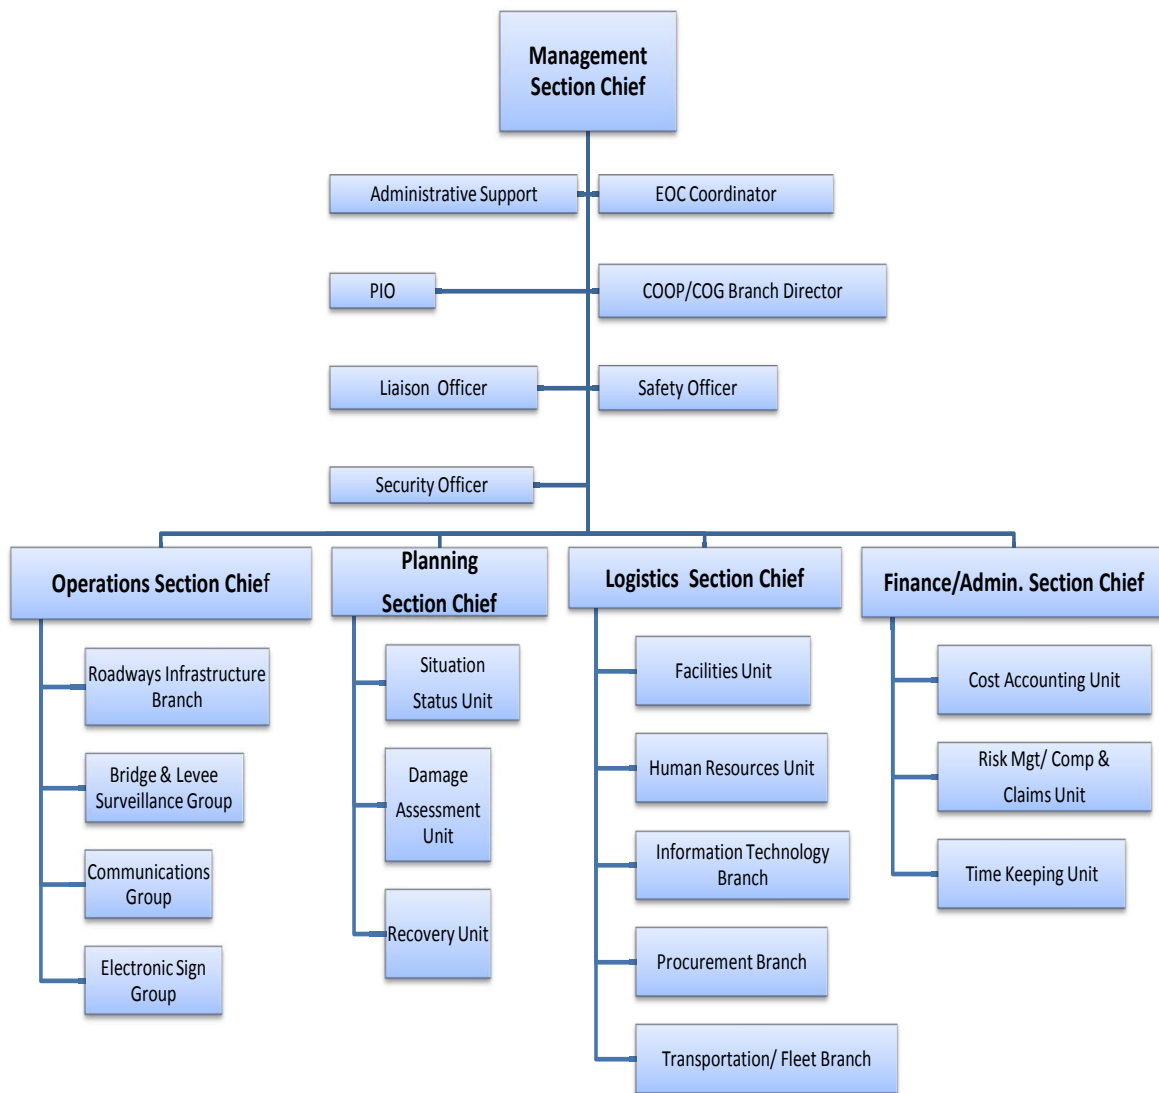 Management
Section Chief
Administrative Support
EOC Coordinator
PIO
COOP/COG Branch Director
Liaison Officer
Safety Officer
Security Officer
Operations Section Chief
Roadways Infrastructure
Branch
Bridge & Levee
Surveillance Group
Communications
Group
Electronic Sign
Group
Planning
Section Chief
Situation
Status Unit
Damage
Assessment
Unit
Recovery Unit
Logistics Section Chief
Facilities Unit
Human Resources Unit
Information Technology
Branch
Procurement Branch
Transportation/ Fleet Branch
Finance/Admin. Section Chief
Cost Accounting Unit
Risk Mgt/ Comp &
Claims Unit
Time Keeping Unit